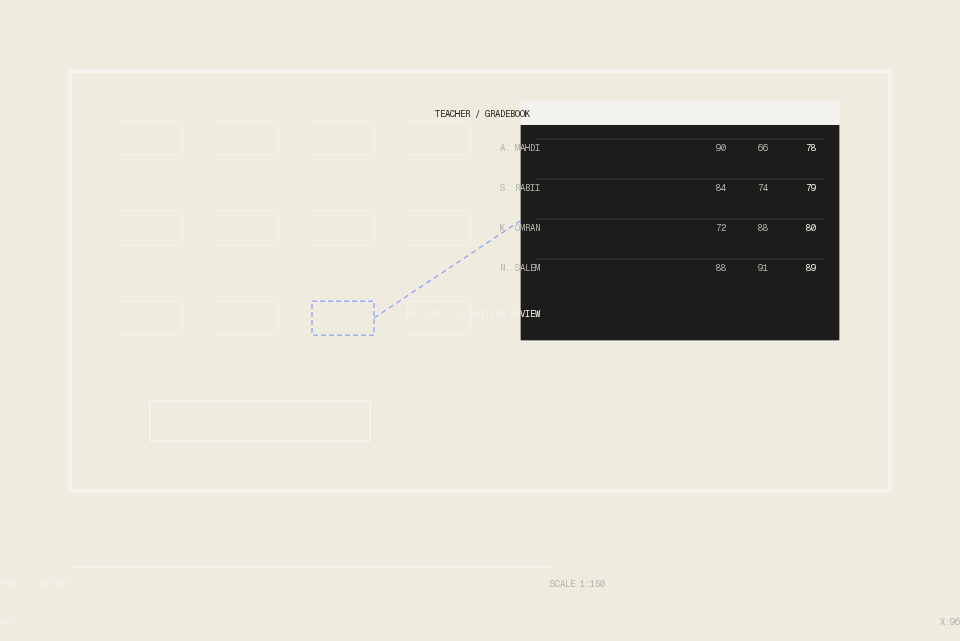 TEACHER / GRADEBOOK
A. MAHDI 90 66 78
S. RABII 84 74 79
K. OMRAN 72 88 80
N. SALEM 88 91 89
REVIEW
SCALE 1:150
X:96